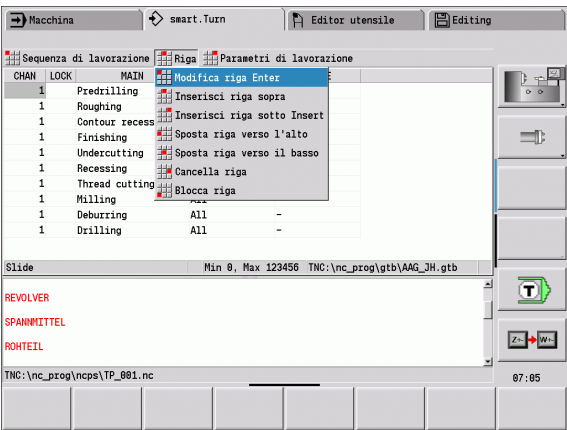 Macchina smart.Turn Editor utensile Editing
Sequenza di lavorazione Riga Parametri di lavorazione
CHAN LOCK MAIN
Modifica riga Enter
Inserisci riga sopra
Inserisci riga sotto Insert
Sposta riga verso l'alto
Sposta riga verso il basso
Cancella riga
Blocca riga
1 Predrilling
1 Roughing
1 Contour recess
1 Finishing
1 Undercutting
1 Recessing
1 Thread cutting
1 Milling All
1 Deburring All –
1 Drilling All –
Slide Min 0, Max 123456 TNC:\nc_prog\gtb\AAG_JH.gtb
REVOLVER
SPANNMITTEL
ROHTEIL
TNC:\nc_prog\ncps\TP_001.nc
T
Z+- W+-
07:05